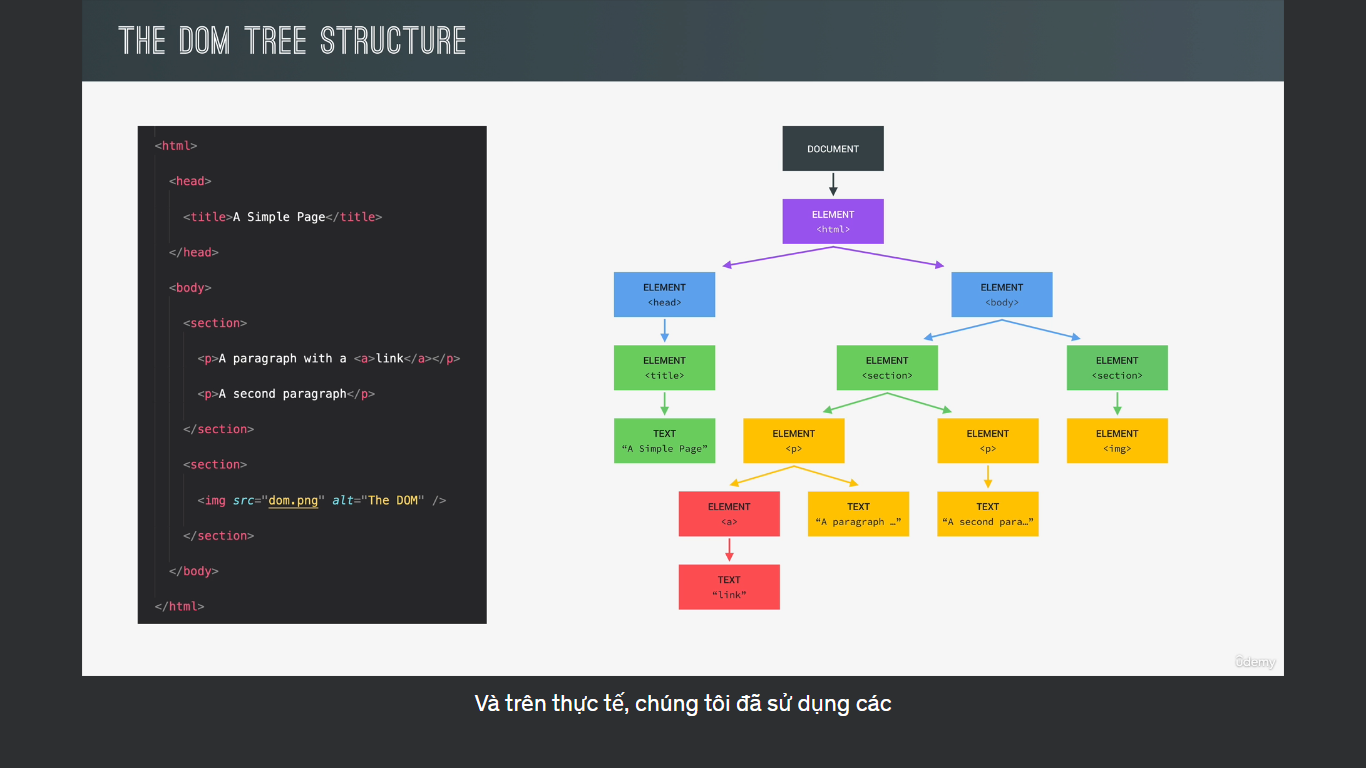 THE DOM TREE STRUCTURE
<html>
<head>
<title>A Simple Page</title>
</head>
<body>
<section>
<p>A paragraph with a <a>link</a></p>
<p>A second paragraph</p>
</section>
<section>
<img src="dom.png" alt="The DOM" />
</section>
</body>
</html>
DOCUMENT
ELEMENT
<html>
ELEMENT
<head>
ELEMENT
<body>
ELEMENT
<title>
ELEMENT
<section>
ELEMENT
<section>
TEXT
“A Simple Page”
ELEMENT
<p>
ELEMENT
<p>
ELEMENT
<img>
ELEMENT
<a>
TEXT
“A paragraph …”
TEXT
“A second para…”
TEXT
“link”
ûdemy
Và trên thực tế, chúng tôi đã sử dụng các